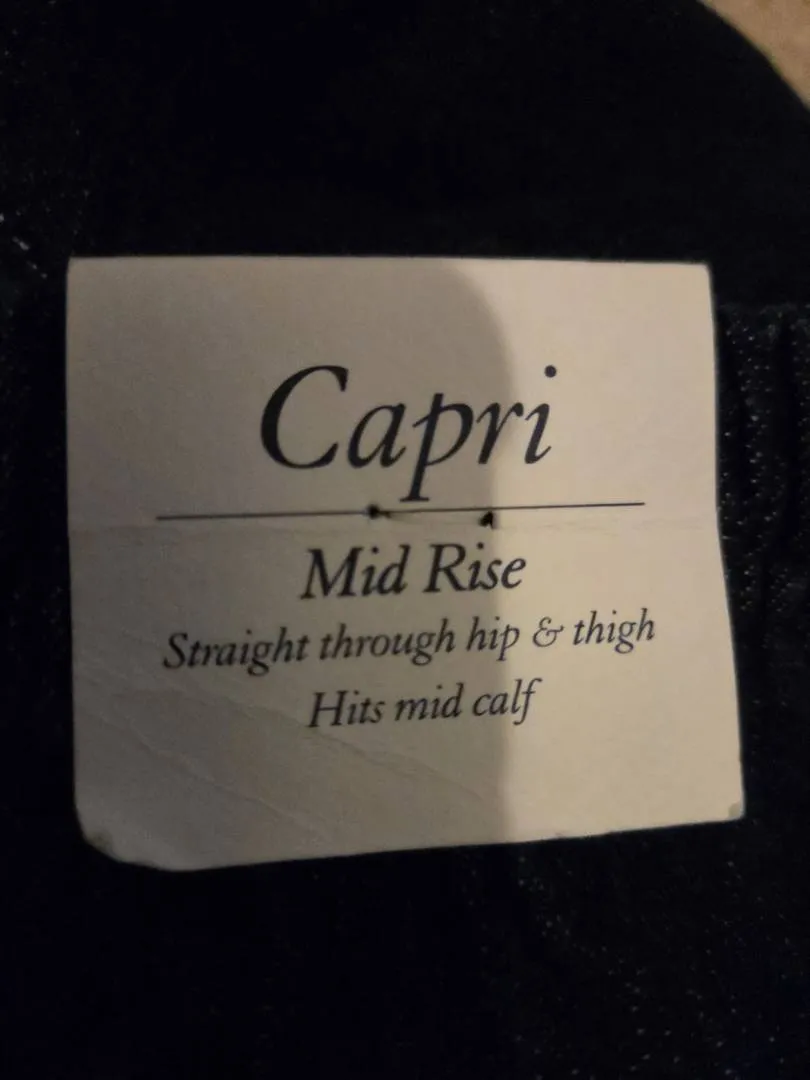 Capri
Mid Rise
Straight through hip & thigh
Hits mid calf